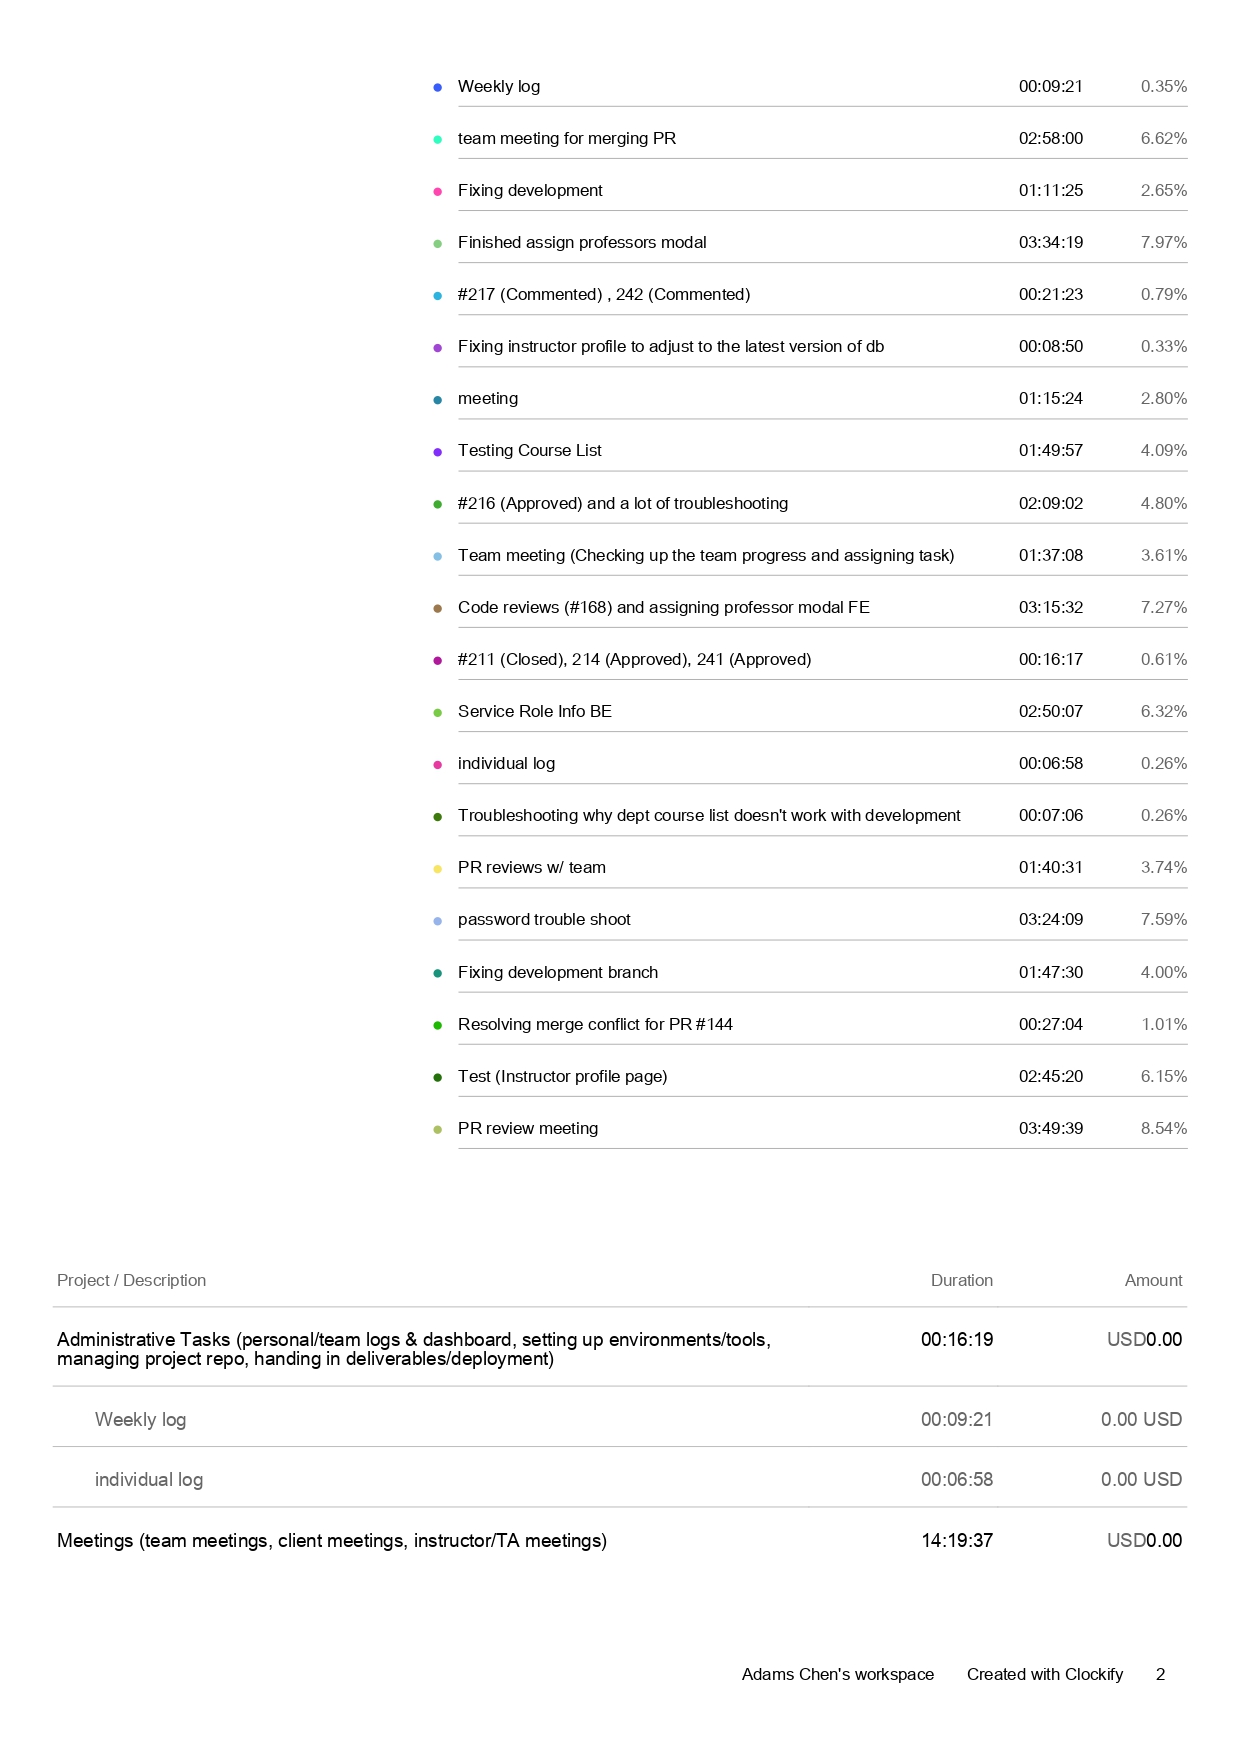 Weekly log 00:09:21 0.35%
team meeting for merging PR 02:58:00 6.62%
Fixing development 01:11:25 2.65%
Finished assign professors modal 03:34:19 7.97%
#217 (Commented) , 242 (Commented) 00:21:23 0.79%
Fixing instructor profile to adjust to the latest version of db 00:08:50 0.33%
meeting 01:15:24 2.80%
Testing Course List 01:49:57 4.09%
#216 (Approved) and a lot of troubleshooting 02:09:02 4.80%
Team meeting (Checking up the team progress and assigning task) 01:37:08 3.61%
Code reviews (#168) and assigning professor modal FE 03:15:32 7.27%
#211 (Closed), 214 (Approved), 241 (Approved) 00:16:17 0.61%
Service Role Info BE 02:50:07 6.32%
individual log 00:06:58 0.26%
Troubleshooting why dept course list doesn't work with development 00:07:06 0.26%
PR reviews w/ team 01:40:31 3.74%
password trouble shoot 03:24:09 7.59%
Fixing development branch 01:47:30 4.00%
Resolving merge conflict for PR #144 00:27:04 1.01%
Test (Instructor profile page) 02:45:20 6.15%
PR review meeting 03:49:39 8.54%
Project / Description Duration Amount
Administrative Tasks (personal/team logs & dashboard, setting up environments/tools, 00:16:19 USD0.00
managing project repo, handing in deliverables/deployment)
Weekly log 00:09:21 0.00 USD
individual log 00:06:58 0.00 USD
Meetings (team meetings, client meetings, instructor/TA meetings) 14:19:37 USD0.00
Adams Chen's workspace Created with Clockify 2